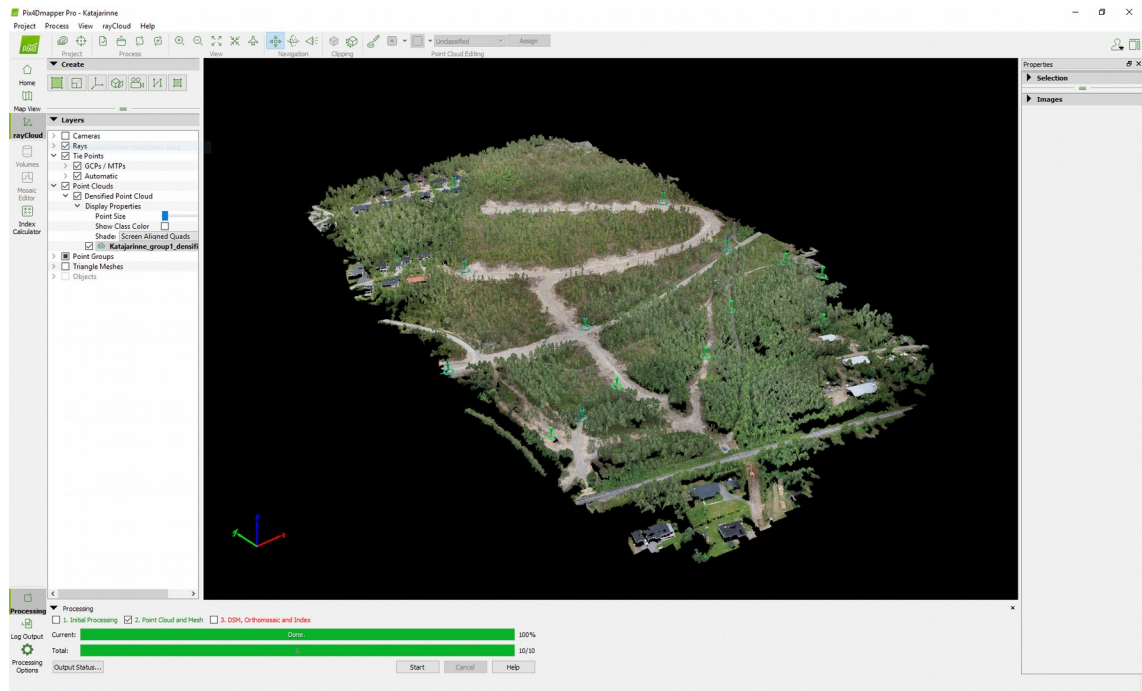 Pix4Dmapper Pro - Katajarinne
Project Process View rayCloud Help
Unclassified Assign
Project Process View Navigation Clipping Point Cloud Editing
Home
Map View
rayCloud
Volumes
Mosaic
Editor
Index
Calculator
Create
Layers
Cameras
Rays
Tie Points
GCPs / MTPs
Automatic
Point Clouds
Densified Point Cloud
Display Properties
Point Size
Show Class Color
Shader Screen Aligned Quads
Katajarinne_group1_densifi
Point Groups
Triangle Meshes
Objects
Properties
Selection
Images
Processing
Log Output
Processing
Options
Processing
1. Initial Processing 2. Point Cloud and Mesh 3. DSM, Orthomosaic and Index
Current: Done. 100%
Total: 10/10
Output Status... Start Cancel Help